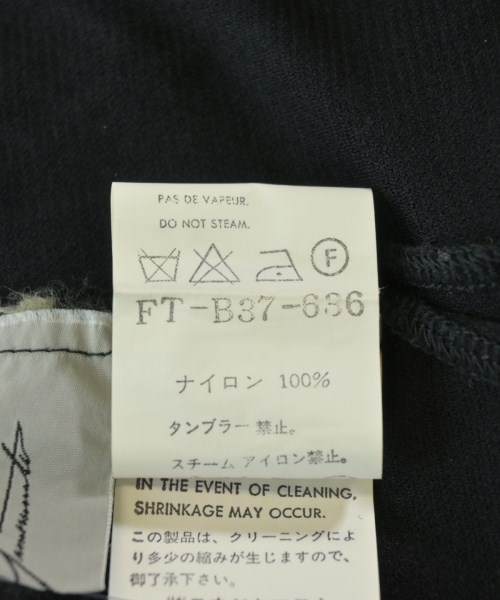 PAS DE VAPEUR.
DO NOT STEAM.
F
FT-B37-636
ナイロン 100%
タンブラー禁止。
スチームアイロン禁止。
IN THE EVENT OF CLEANING,
SHRINKAGE MAY OCCUR.
この製品は、クリーニングによ
り多少の縮みが生じますので、
御了承下さい。